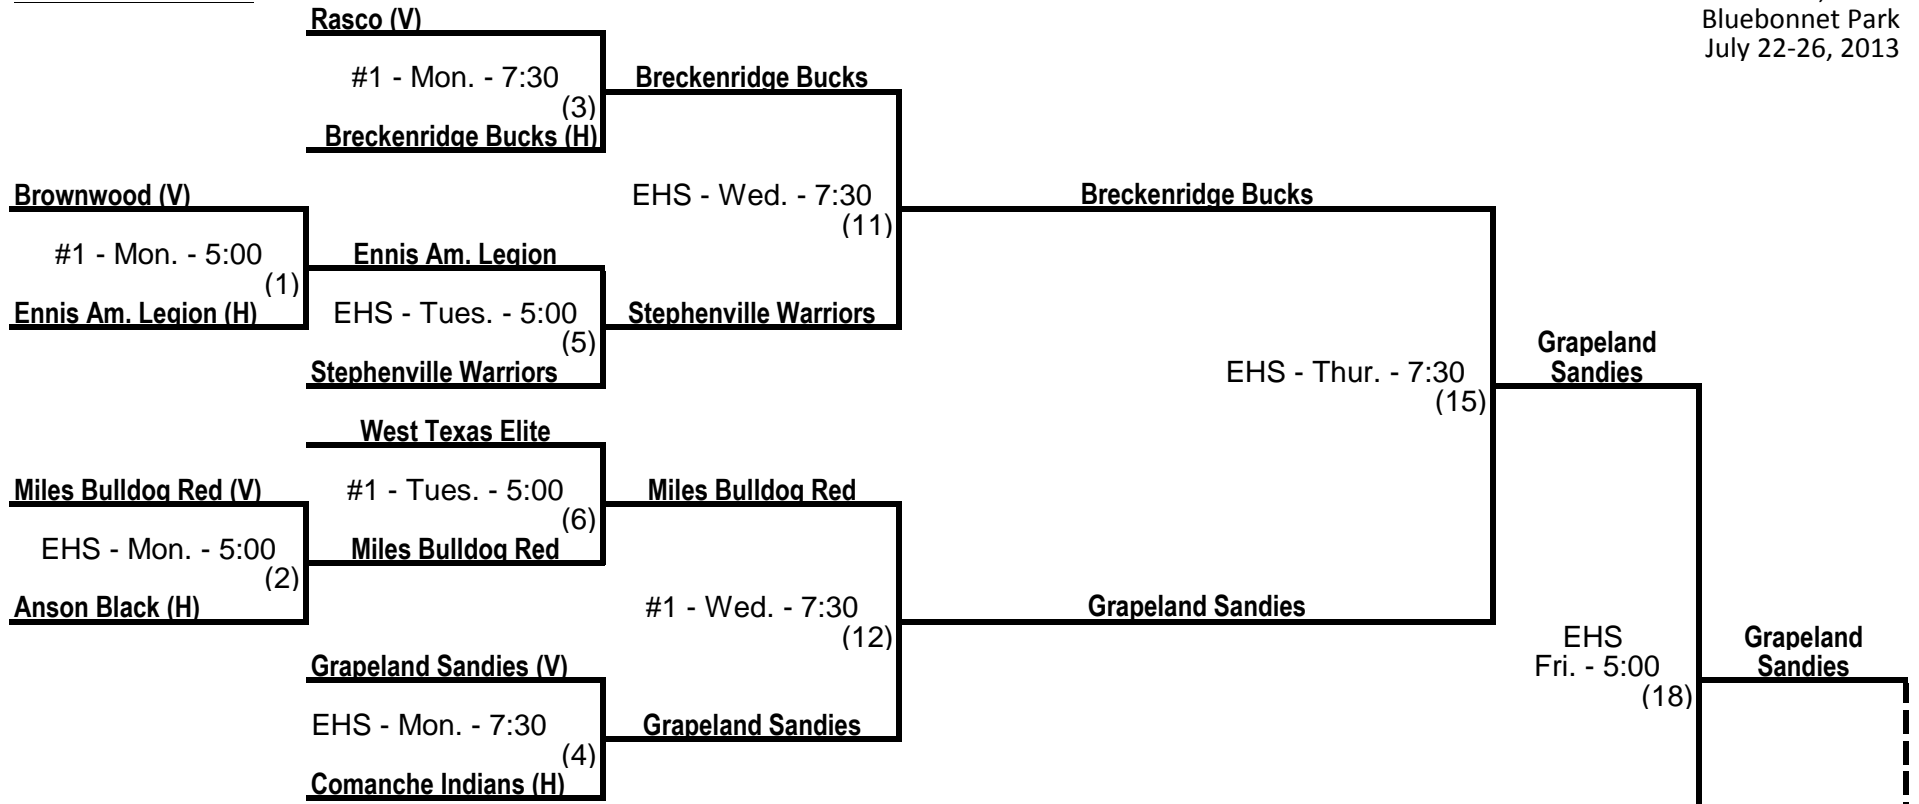 Bluebonnet Park
July 22-26, 2013
Rasco (V)
#1 - Mon. - 7:30
(3)
Breckenridge Bucks (H)
Breckenridge Bucks
Brownwood (V)
#1 - Mon. - 5:00
(1)
Ennis Am. Legion (H)
Ennis Am. Legion
EHS - Tues. - 5:00
(5)
Stephenville Warriors
EHS - Wed. - 7:30
(11)
Stephenville Warriors
Breckenridge Bucks
West Texas Elite
#1 - Tues. - 5:00
(6)
Miles Bulldog Red
Miles Bulldog Red (V)
EHS - Mon. - 5:00
(2)
Anson Black (H)
Miles Bulldog Red
#1 - Wed. - 7:30
(12)
Grapeland Sandies (V)
EHS - Mon. - 7:30
(4)
Comanche Indians (H)
Grapeland Sandies
Grapeland Sandies
EHS - Thur. - 7:30
(15)
Grapeland
Sandies
EHS
Fri. - 5:00
(18)
Grapeland
Sandies